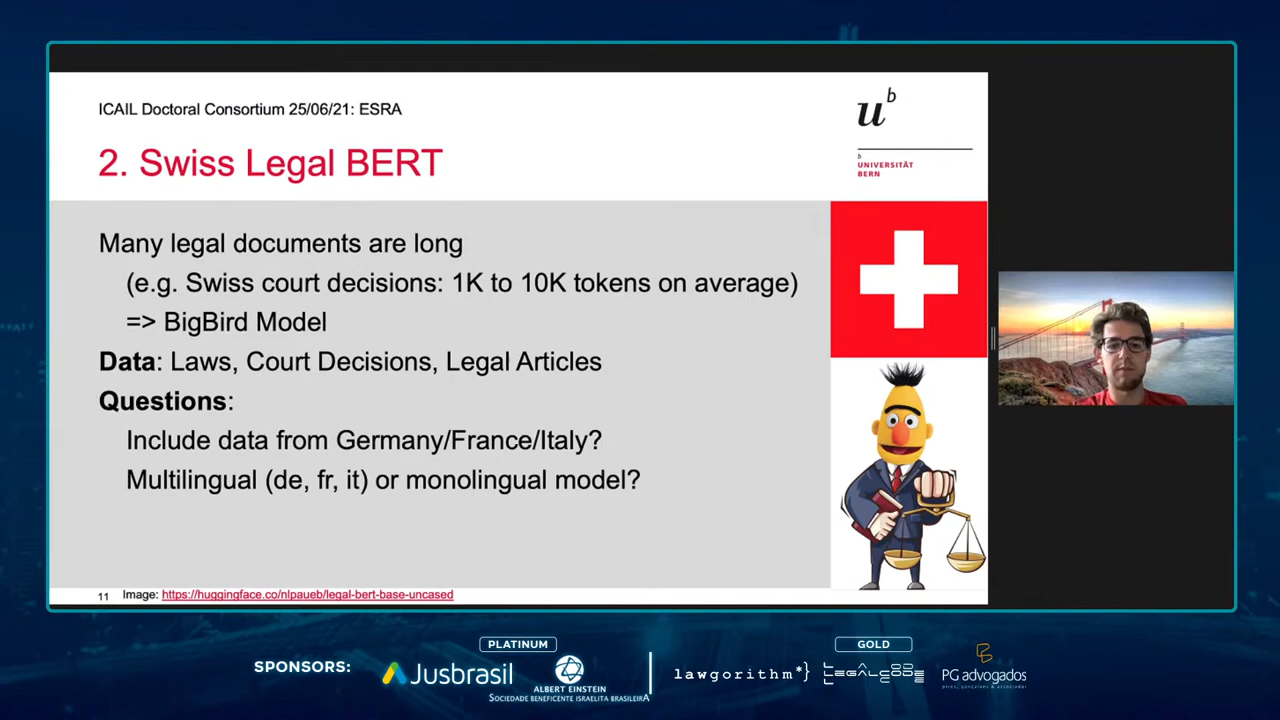 ICAIL Doctoral Consortium 25/06/21: ESRA
u b
b
UNIVERSITÄT
BERN
2. Swiss Legal BERT
Many legal documents are long
(e.g. Swiss court decisions: 1K to 10K tokens on average)
=> BigBird Model
Data: Laws, Court Decisions, Legal Articles
Questions:
Include data from Germany/France/Italy?
Multilingual (de, fr, it) or monolingual model?
11 Image: https://huggingface.co/nlpaueb/legal-bert-base-uncased
PLATINUM
GOLD
SPONSORS:
Jusbrasil
ALBERT EINSTEIN
SOCIEDADE BENEFICENTE ISRAELITA BRASILEIRA
lawgorithm*}
LEGALCODE
PG advogados